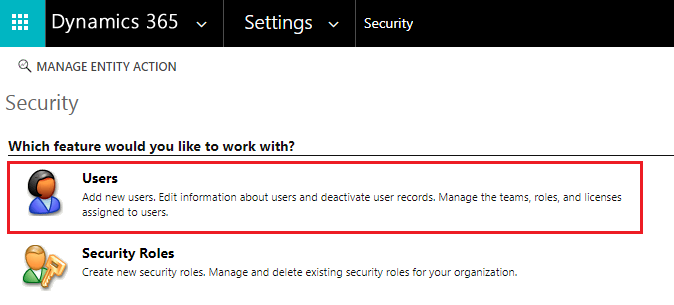 Dynamics 365 Settings Security
MANAGE ENTITY ACTION
Security
Which feature would you like to work with?
Users
Add new users. Edit information about users and deactivate user records. Manage the teams, roles, and licenses
assigned to users.
Security Roles
Create new security roles. Manage and delete existing security roles for your organization.